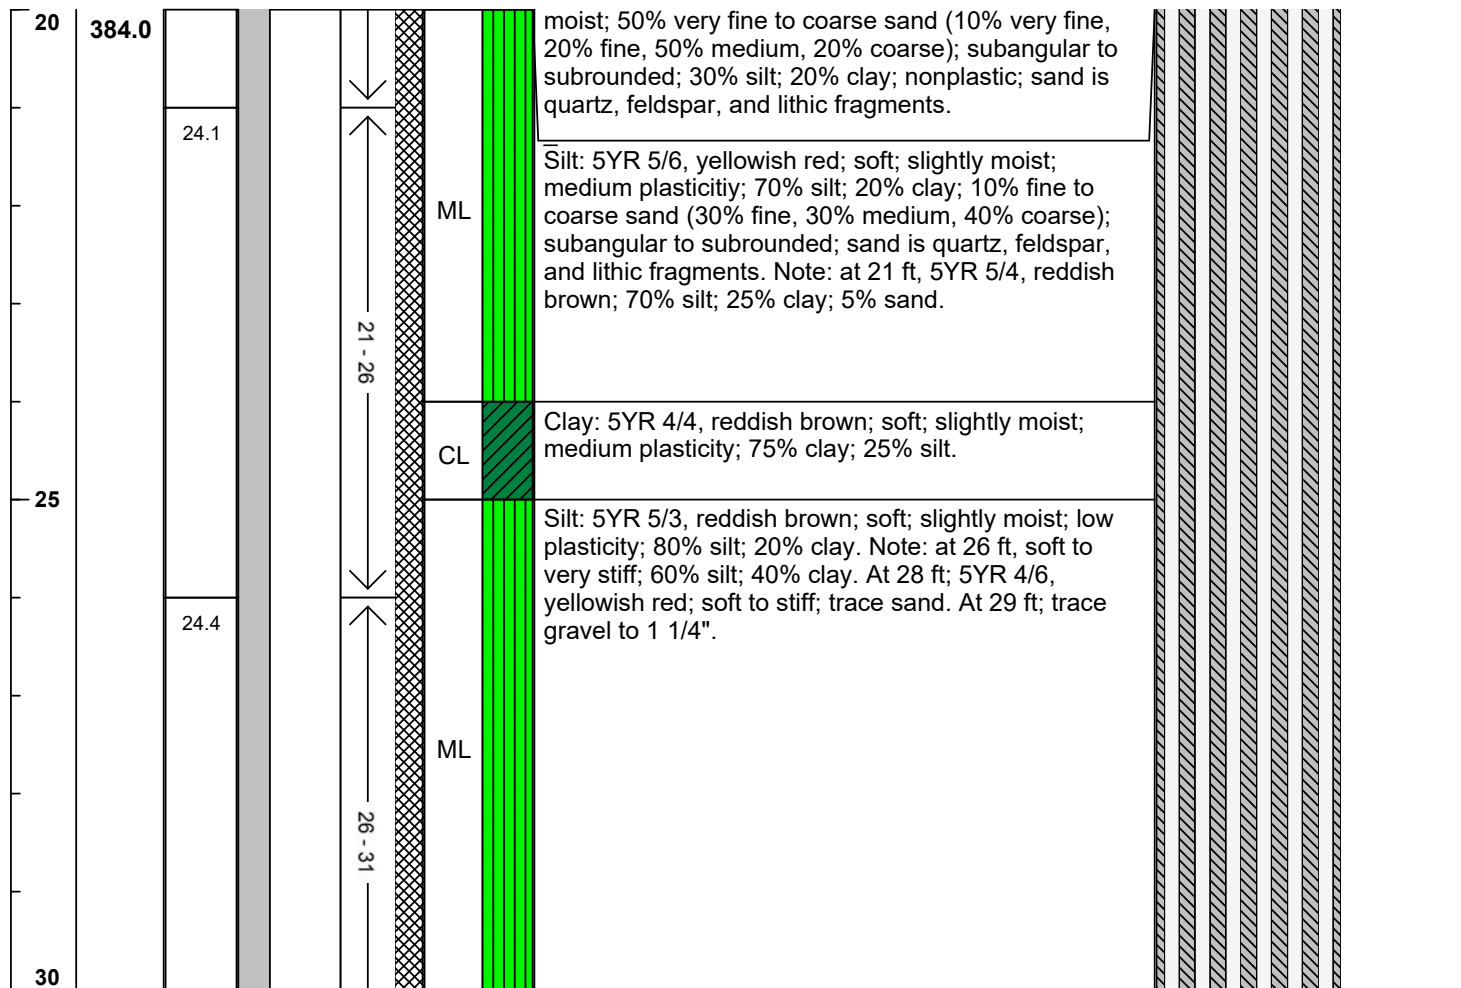 20
384.0
moist; 50% very fine to coarse sand (10% very fine,
20% fine, 50% medium, 20% coarse); subangular to
subrounded; 30% silt; 20% clay; nonplastic; sand is
quartz, feldspar, and lithic fragments.
24.1
Silt: 5YR 5/6, yellowish red; soft; slightly moist;
medium plasticitiy; 70% silt; 20% clay; 10% fine to
coarse sand (30% fine, 30% medium, 40% coarse);
subangular to subrounded; sand is quartz, feldspar,
and lithic fragments. Note: at 21 ft, 5YR 5/4, reddish
brown; 70% silt; 25% clay; 5% sand.
ML
21 - 26
Clay: 5YR 4/4, reddish brown; soft; slightly moist;
medium plasticity; 75% clay; 25% silt.
CL
25
Silt: 5YR 5/3, reddish brown; soft; slightly moist; low
plasticity; 80% silt; 20% clay. Note: at 26 ft, soft to
very stiff; 60% silt; 40% clay. At 28 ft; 5YR 4/6,
yellowish red; soft to stiff; trace sand. At 29 ft; trace
gravel to 1 1/4".
24.4
ML
26 - 31
30